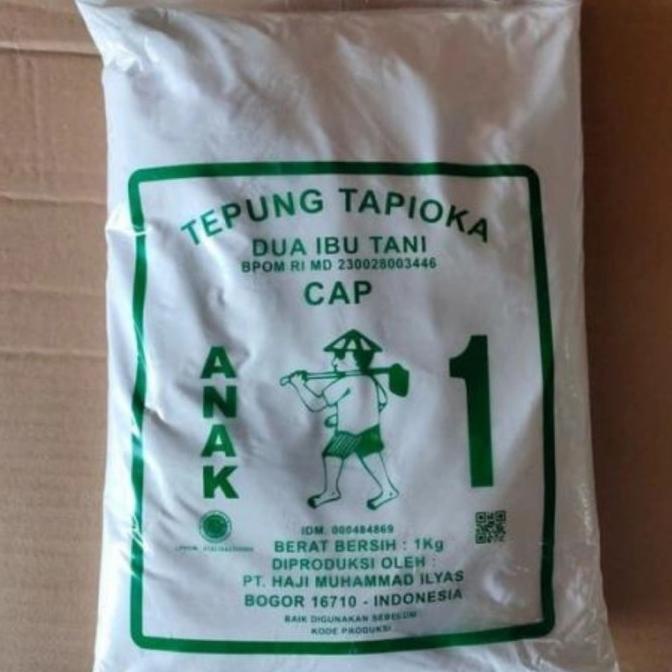 TEPUNG TAPIOKA
DUA IBU TANI
BPOM RI MD 230028003446
CAP
ANAK
1
IDM. 000484869
BERAT BERSIH : 1Kg
DIPRODUKSI OLEH :
PT. HAJI MUHAMMAD ILYAS
BOGOR 16710 - INDONESIA
BAIK DIGUNAKAN SEBELUM
KODE PRODUKSI